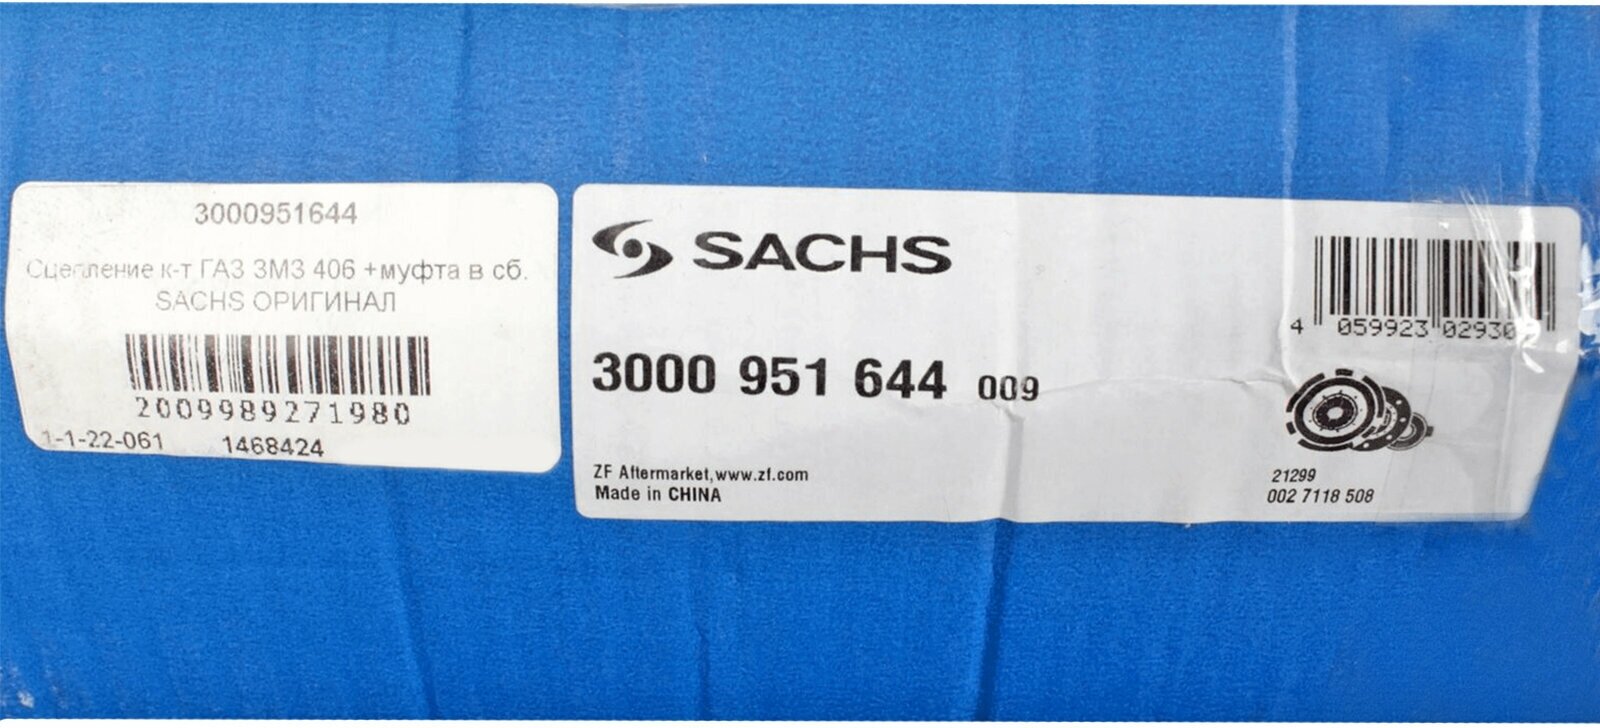 3000951644
Сцепление к-т ГАЗ ЗМЗ 406 +муфта в сб.
SACHS ОРИГИНАЛ
2009989271980
1-1-22-061 1468424
SACHS
3000 951 644 009
ZF Aftermarket, www.zf.com
Made in CHINA
4 059923
21299
002 7118 508